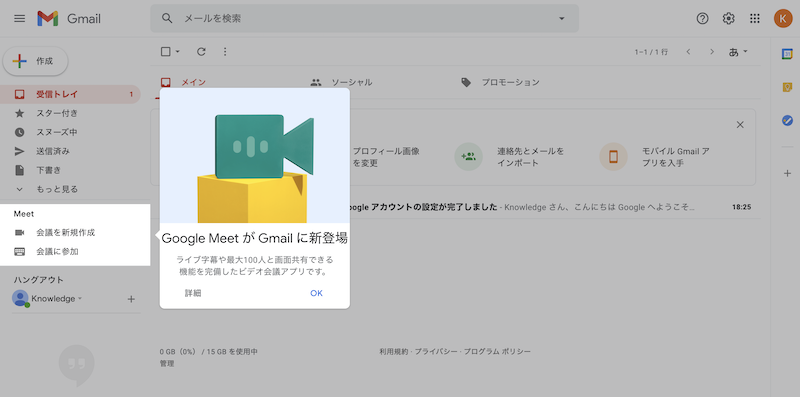 Gmail
メールを検索
K
作成
1–1 / 1 行
あ
受信トレイ 1
スター付き
スヌーズ中
送信済み
下書き
もっと見る
メイン
ソーシャル
プロモーション
プロフィール画像
を変更
連絡先とメールを
インポート
モバイル Gmail ア
プリを入手
oogle アカウントの設定が完了しました - Knowledge さん、こんにちは Google へようこそ... 18:25
Meet
会議を新規作成
会議に参加
Google Meet が Gmail に新登場
ライブ字幕や最大100人と画面共有できる
機能を完備したビデオ会議アプリです。
詳細 OK
ハングアウト
Knowledge
0 GB（0%） / 15 GB を使用中
管理
利用規約 · プライバシー · プログラム ポリシー